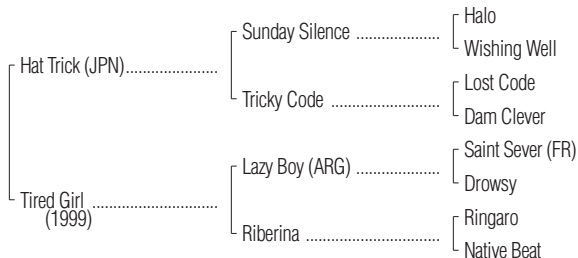 Halo
Sunday Silence ....................
Wishing Well
Hat Trick (JPN)......................
Lost Code
Tricky Code ..........................
Dam Clever
Saint Sever (FR)
Lazy Boy (ARG) ....................
Drowsy
Tired Girl ..............................
(1999)
Ringaro
Riberina ................................
Native Beat